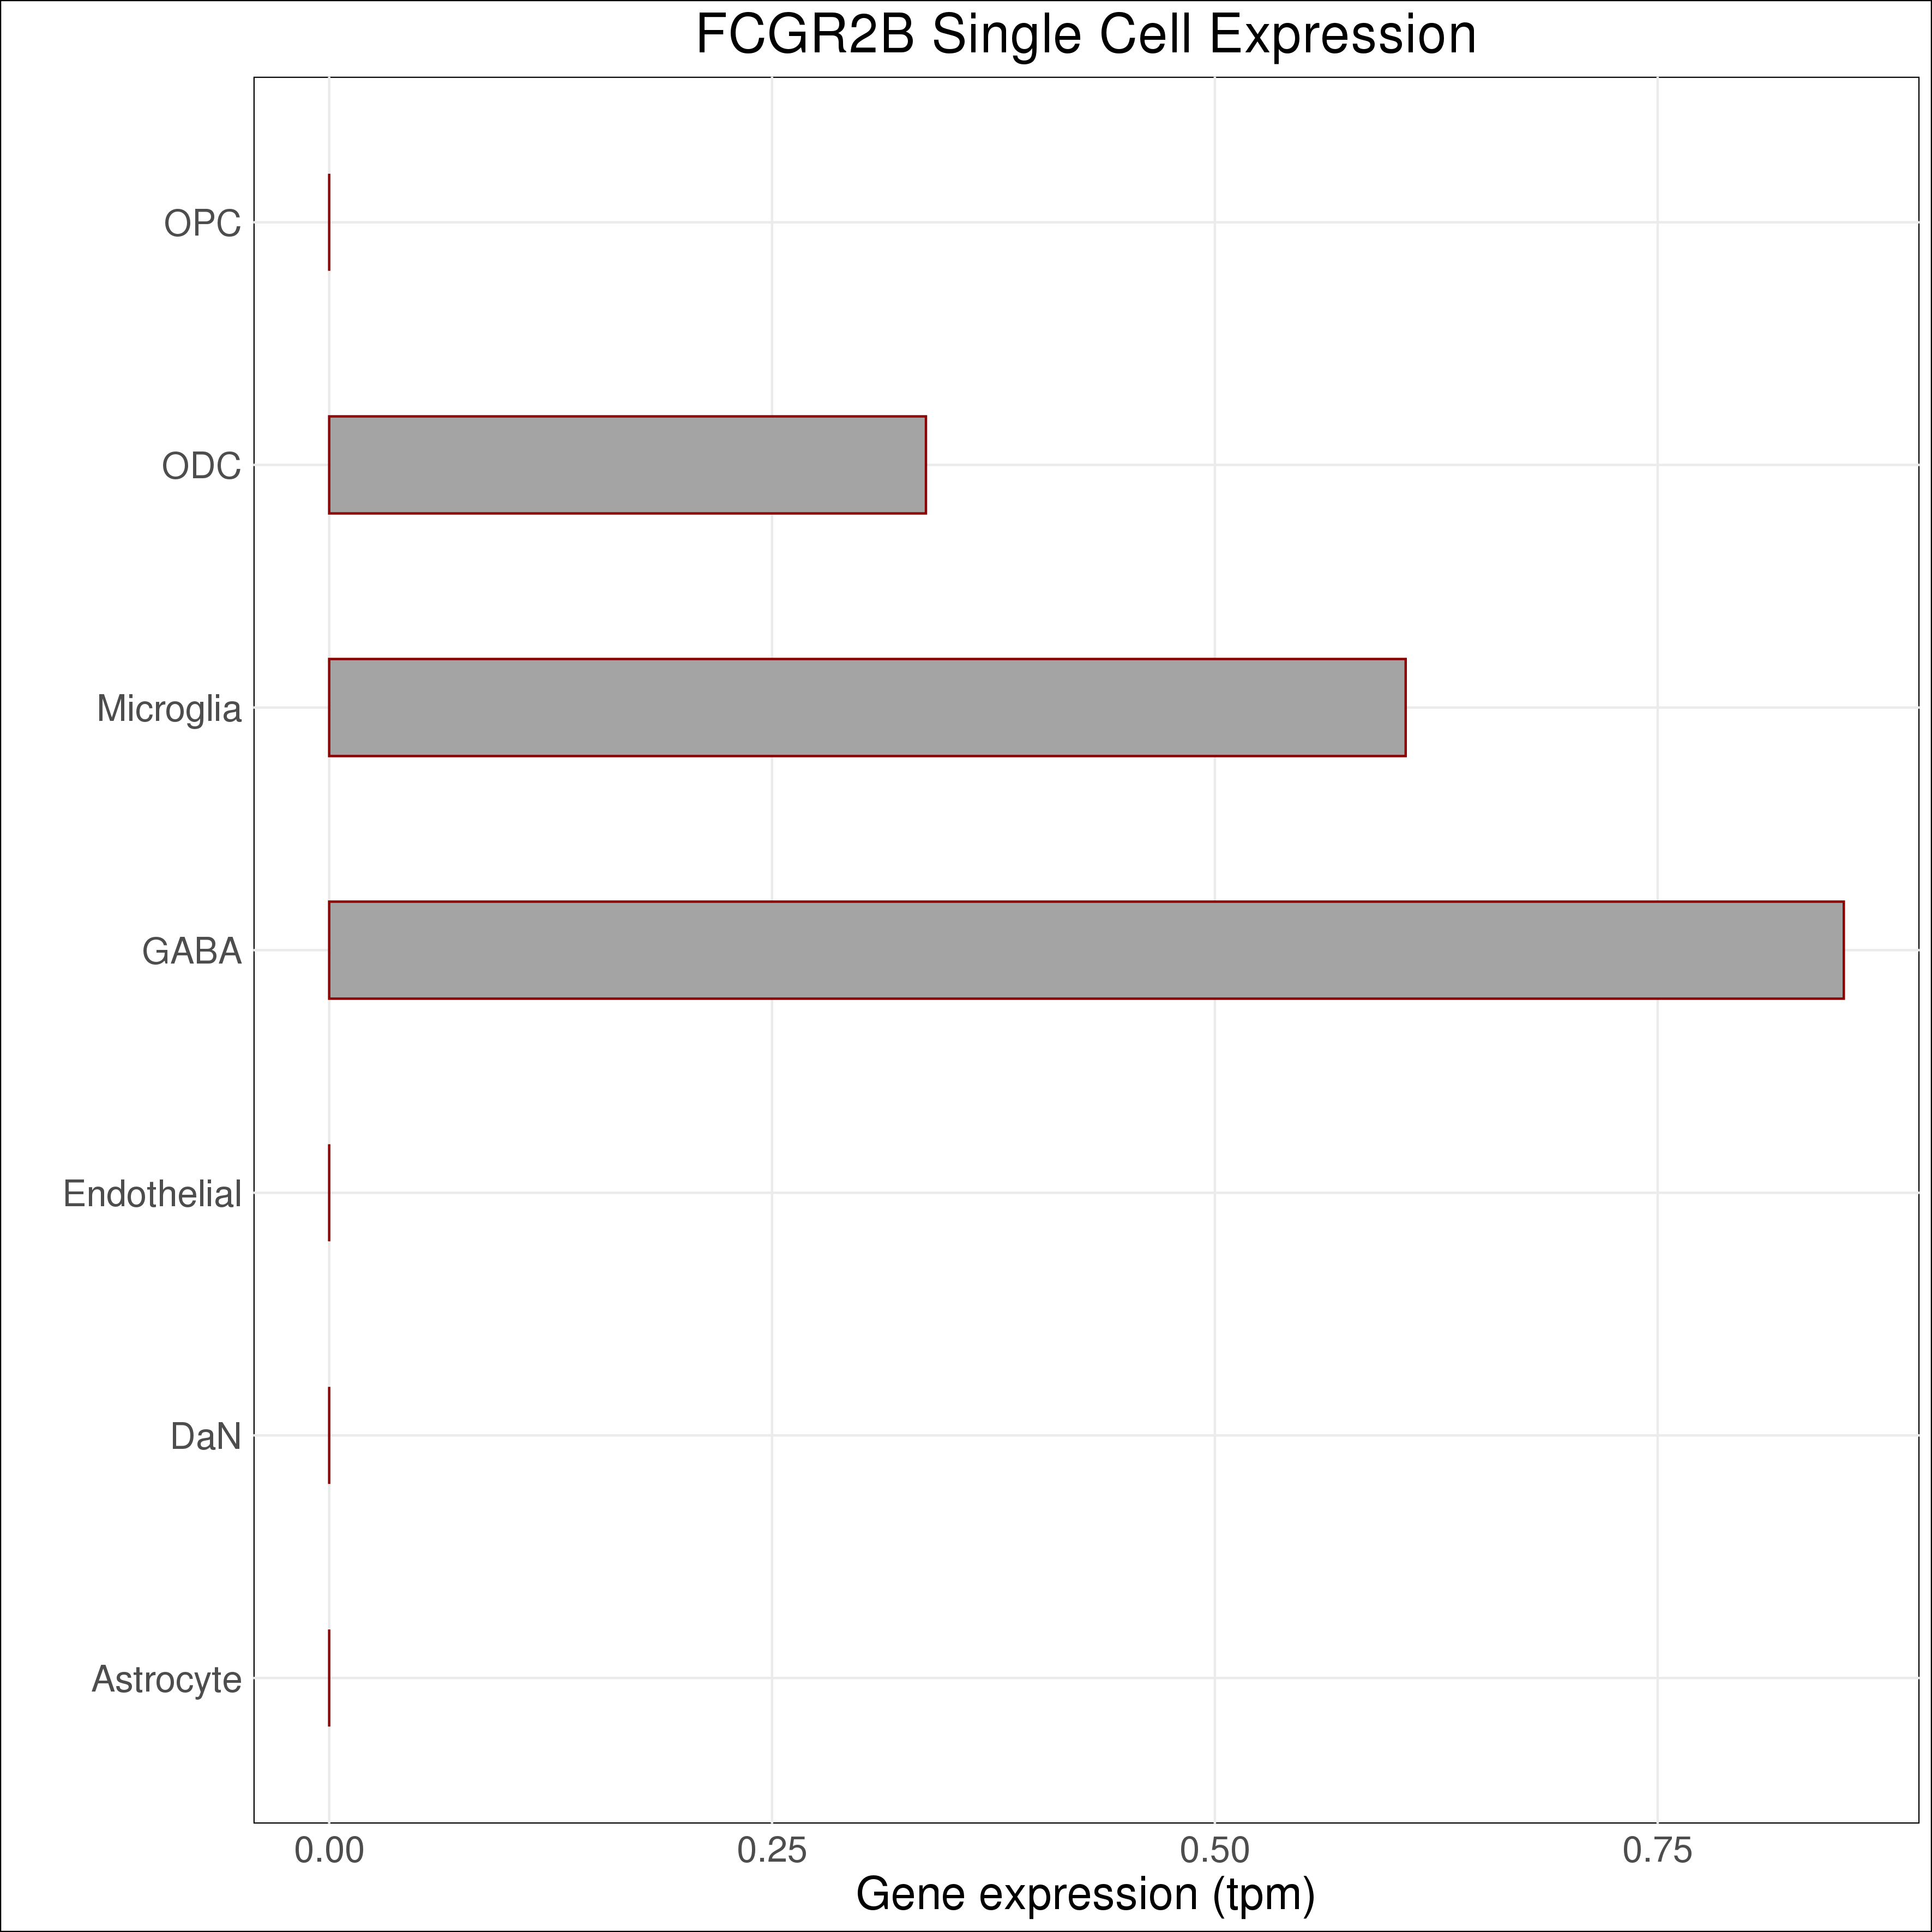 FCGR2B Single Cell Expression
OPC
ODC
Microglia
GABA
Endothelial
DaN
Astrocyte
0.00 0.25 0.50 0.75
Gene expression (tpm)